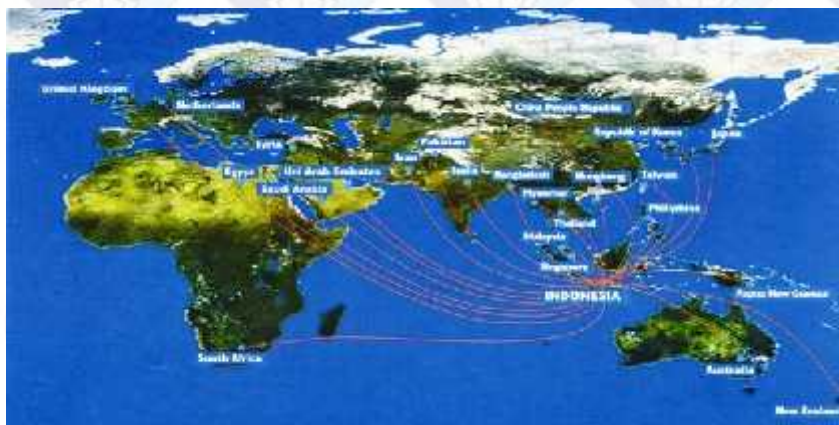 United Kingdom
Netherlands
China People Republic
Republic of Korea
Japan
Syria
Pakistan
Iran
Egypt
Uni Arab Emirates
India
Bangladesh
Hongkong
Taiwan
Saudi Arabia
Myanmar
Philipines
Thailand
Malaysia
Singapore
INDONESIA
Papua New Guinea
South Africa
Australia
New Zealand